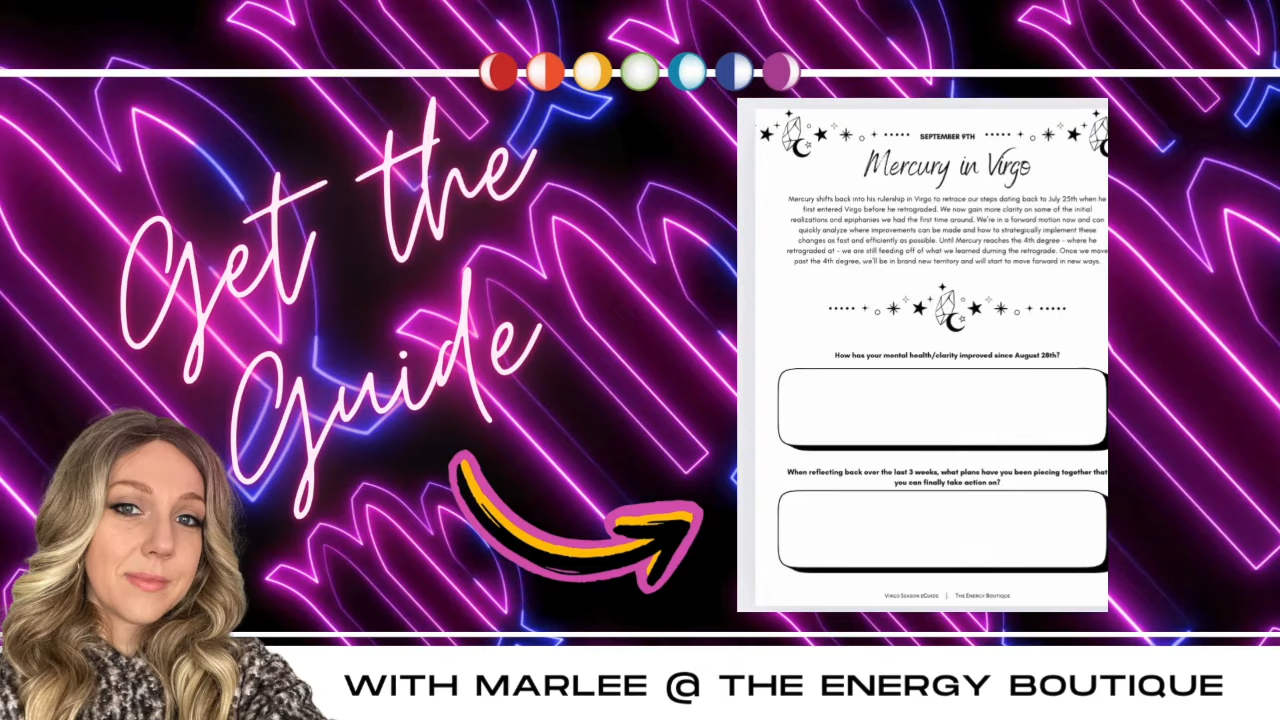 Get the
Guide
SEPTEMBER 9TH
Mercury in Virgo
Mercury shifts back into his rulership in Virgo to retrace our steps dating back to July 25th when he
first entered Virgo before he retrograded. We now gain more clarity on some of the initial
realizations and epiphanies we had the first time around. We're in a forward motion now and can
quickly analyze where improvements can be made and how to strategically implement these
changes as fast and efficiently as possible. Until Mercury reaches the 4th degree - where he
retrograded at - we are still feeding off of what we learned durning the retrograde. Once we move
past the 4th degree, we'll be in brand new territory and will start to move forward in new ways.
How has your mental health/clarity improved since August 28th?
When reflecting back over the last 3 weeks, what plans have you been piecing together that
you can finally take action on?
VIRGO SEASON EGUIDE | THE ENERGY BOUTIQUE
WITH MARLEE @ THE ENERGY BOUTIQUE